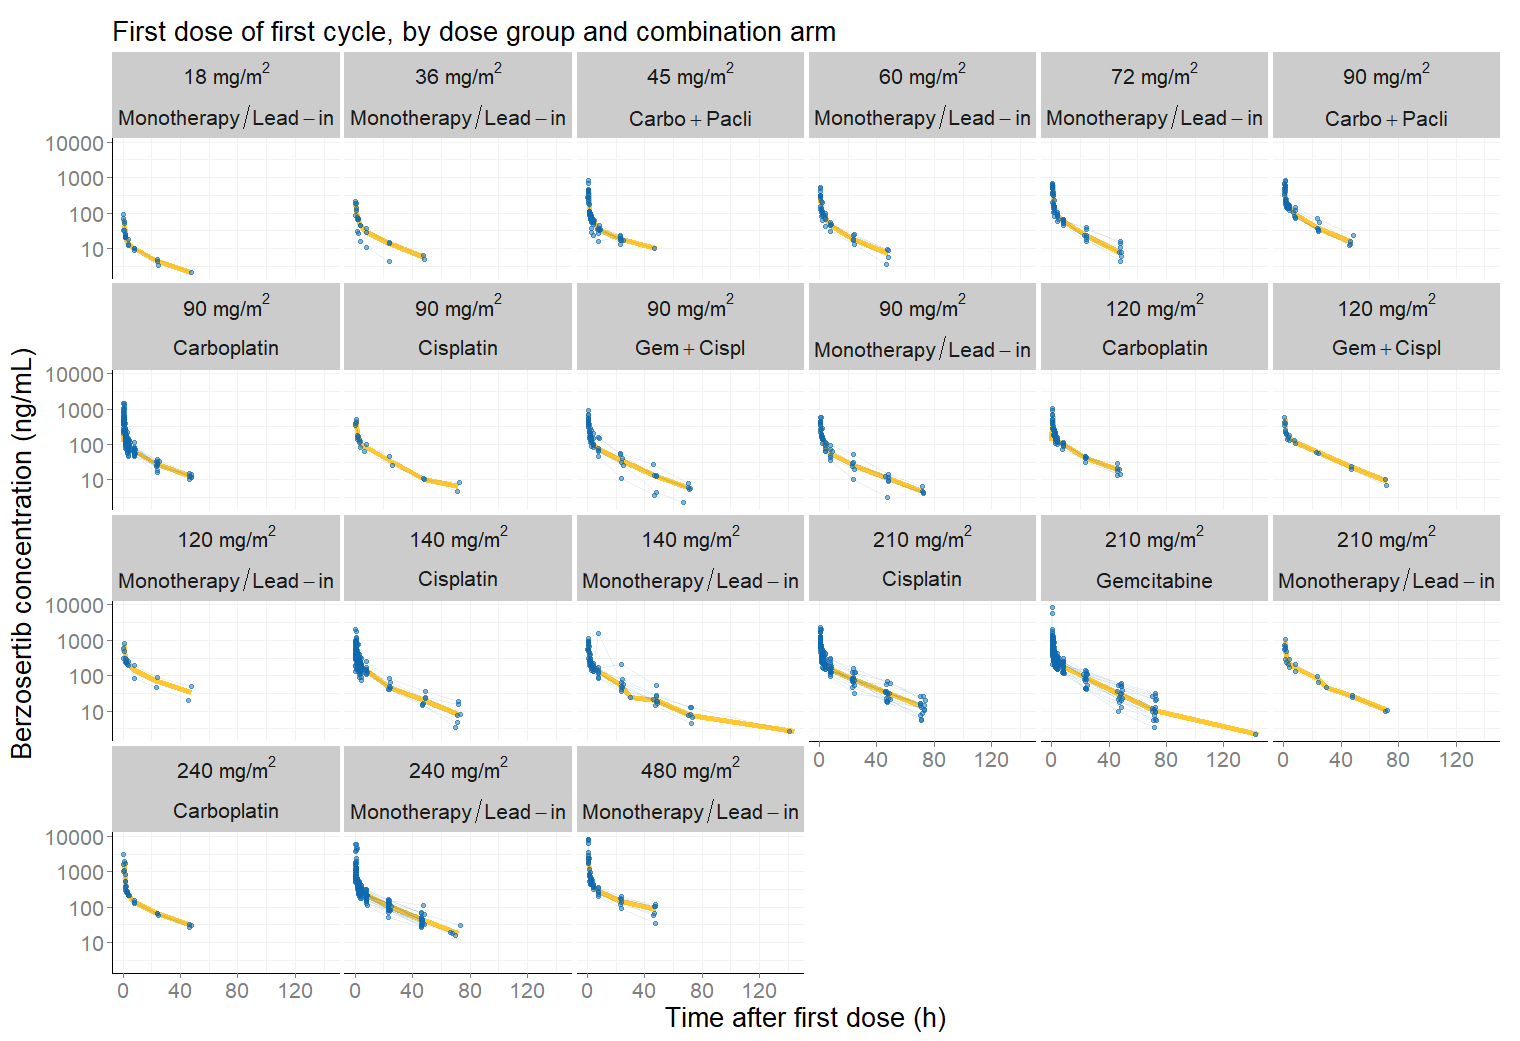 First dose of first cycle, by dose group and combination arm
18 mg/m² 36 mg/m² 45 mg/m² 60 mg/m² 72 mg/m² 90 mg/m²
Monotherapy/Lead−in Monotherapy/Lead−in Carbo+Pacli Monotherapy/Lead−in Monotherapy/Lead−in Carbo+Pacli
10000
1000
100
10
90 mg/m² 90 mg/m² 90 mg/m² 90 mg/m² 120 mg/m² 120 mg/m²
Carboplatin Cisplatin Gem+Cispl Monotherapy/Lead−in Carboplatin Gem+Cispl
10000
1000
100
10
120 mg/m² 140 mg/m² 140 mg/m² 210 mg/m² 210 mg/m² 210 mg/m²
Monotherapy/Lead−in Cisplatin Monotherapy/Lead−in Cisplatin Gemcitabine Monotherapy/Lead−in
10000
1000
100
10
0 40 80 120 0 40 80 120 0 40 80 120
240 mg/m² 240 mg/m² 480 mg/m²
Carboplatin Monotherapy/Lead−in Monotherapy/Lead−in
10000
1000
100
10
0 40 80 120 0 40 80 120 0 40 80 120
Time after first dose (h)
Berzosertib concentration (ng/mL)